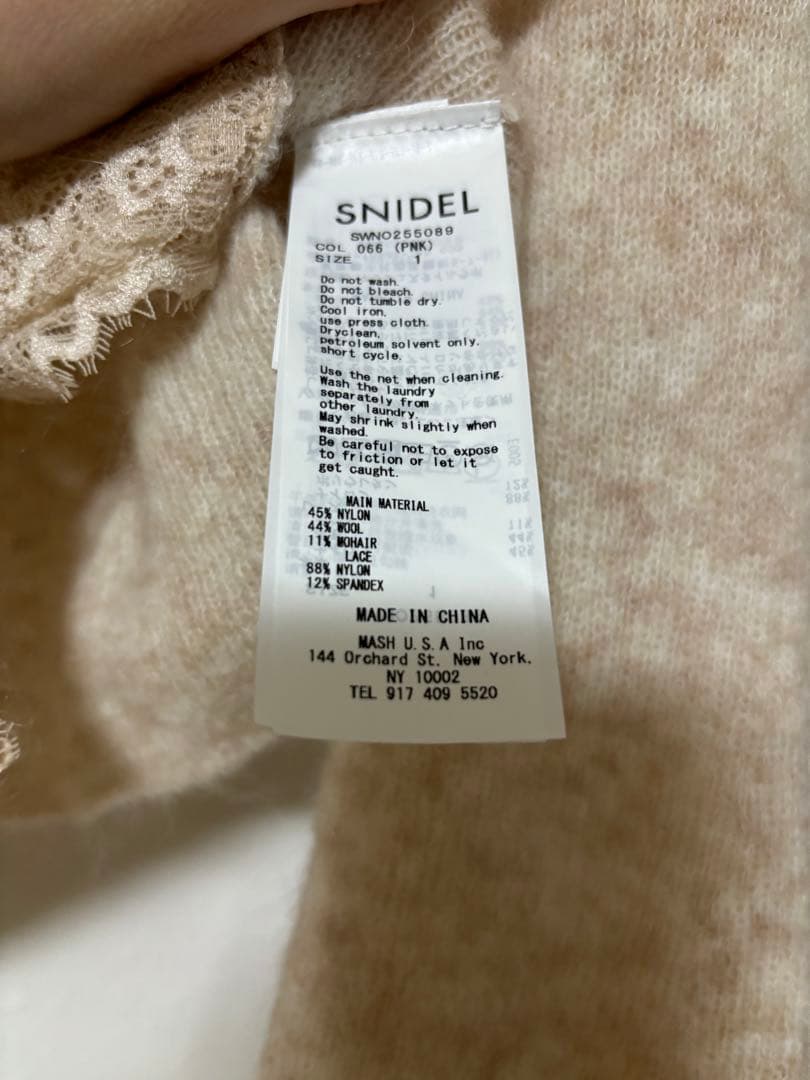 SNIDEL
SWNO255089
COL 066 (PNK)
SIZE 1
Do not wash.
Do not bleach.
Do not tumble dry.
Cool iron.
use press cloth.
Dryclean,
petroleum solvent only.
short cycle.
Use the net when cleaning.
Wash the laundry
separately from
other laundry.
May shrink slightly when
washed.
Be careful not to expose
to friction or let it
get caught.
MAIN MATERIAL
45% NYLON
44% WOOL
11% MOHAIR
LACE
88% NYLON
12% SPANDEX
MADE IN CHINA
MASH U.S.A Inc
144 Orchard St. New York.
NY 10002
TEL 917 409 5520